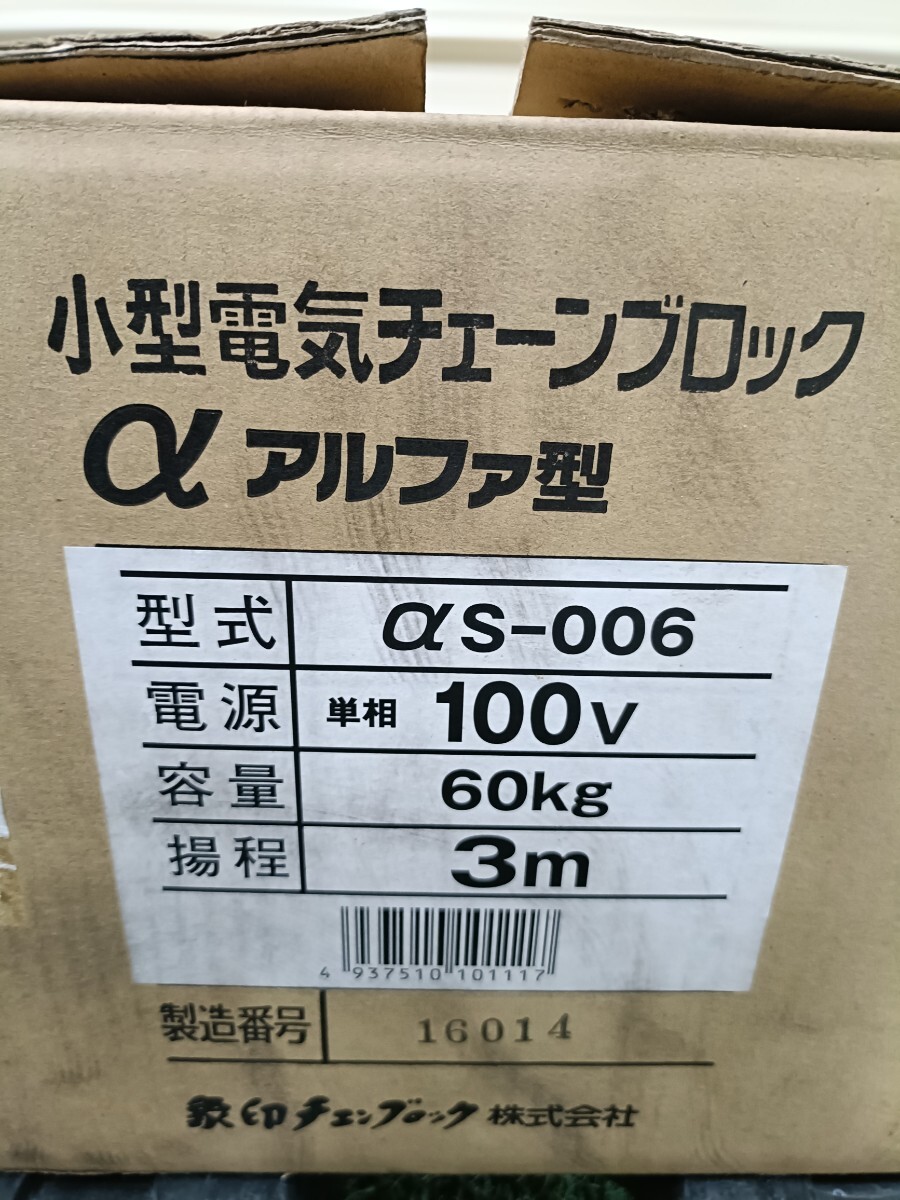 小型電気チェーンブロック
α アルファ型
型式 αS-006
電源 単相 100V
容量 60kg
揚程 3m
4 937510 101117
製造番号 16014
象印チェンブロック株式会社